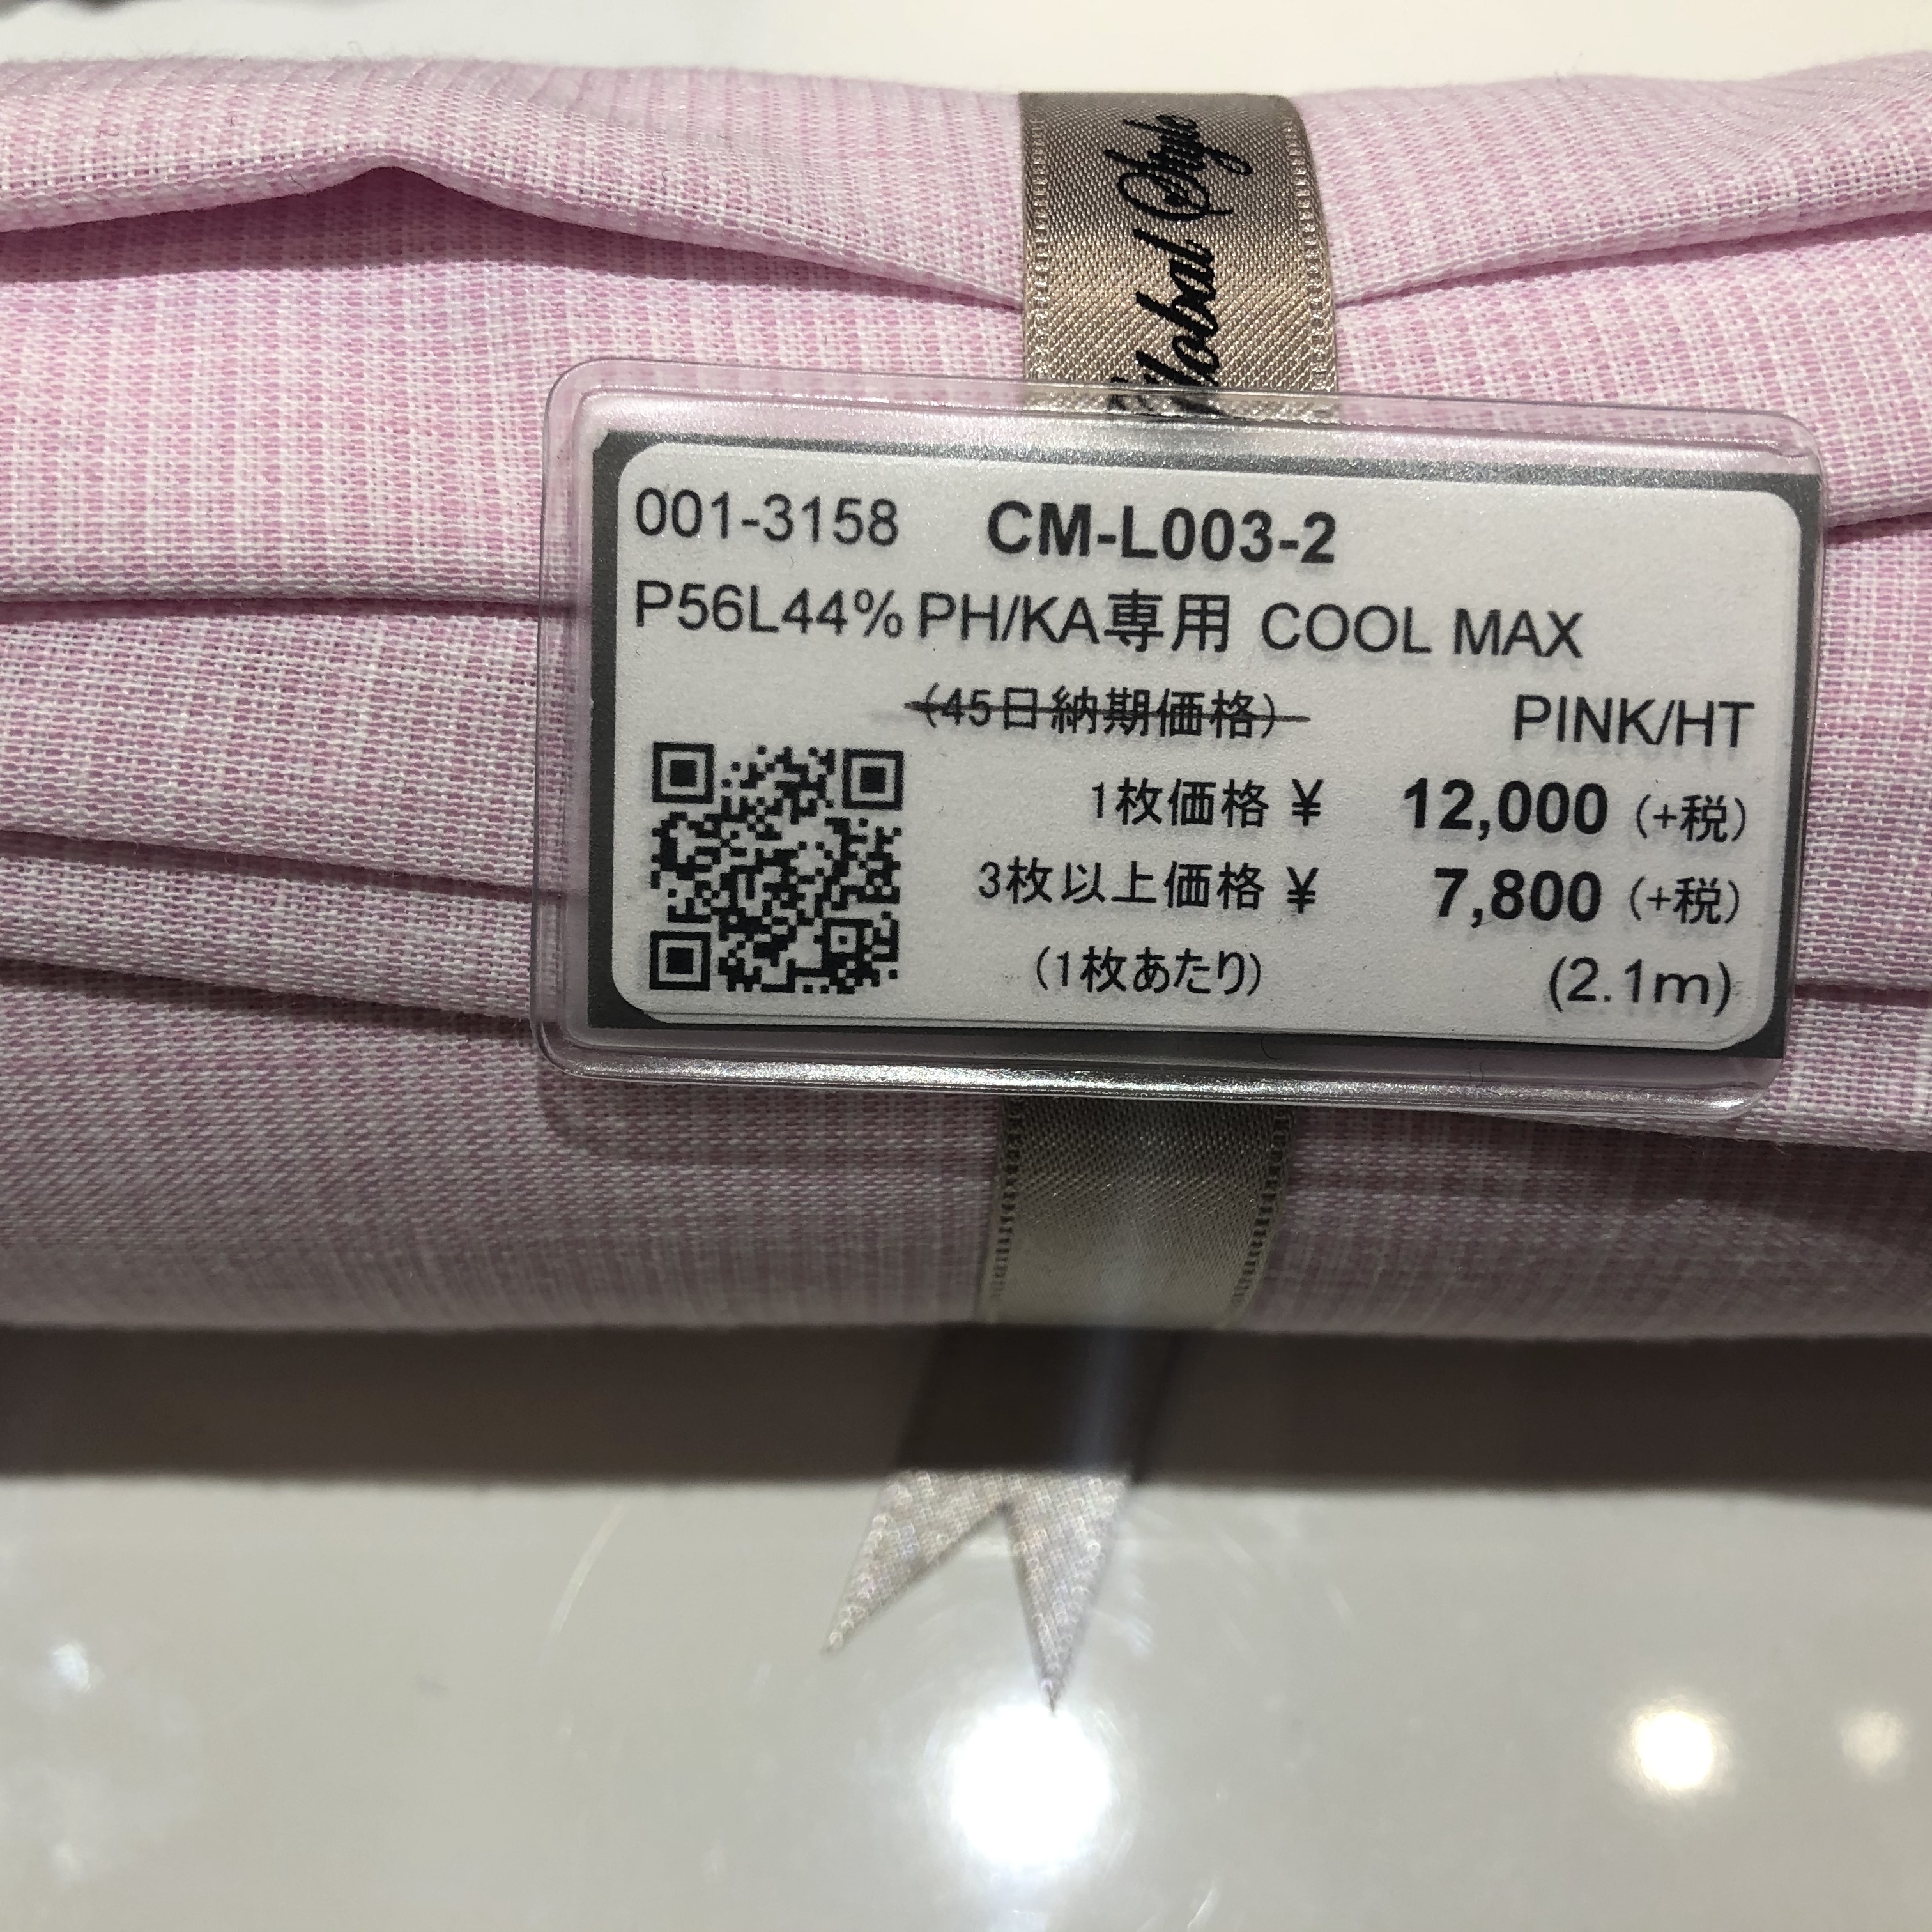 Global Style
001-3158 CM-L003-2
P56L44% PH/KA専用 COOL MAX
(45日納期価格) PINK/HT
1枚価格 ¥ 12,000 (+税)
3枚以上価格 ¥ 7,800 (+税)
(1枚あたり) (2.1m)